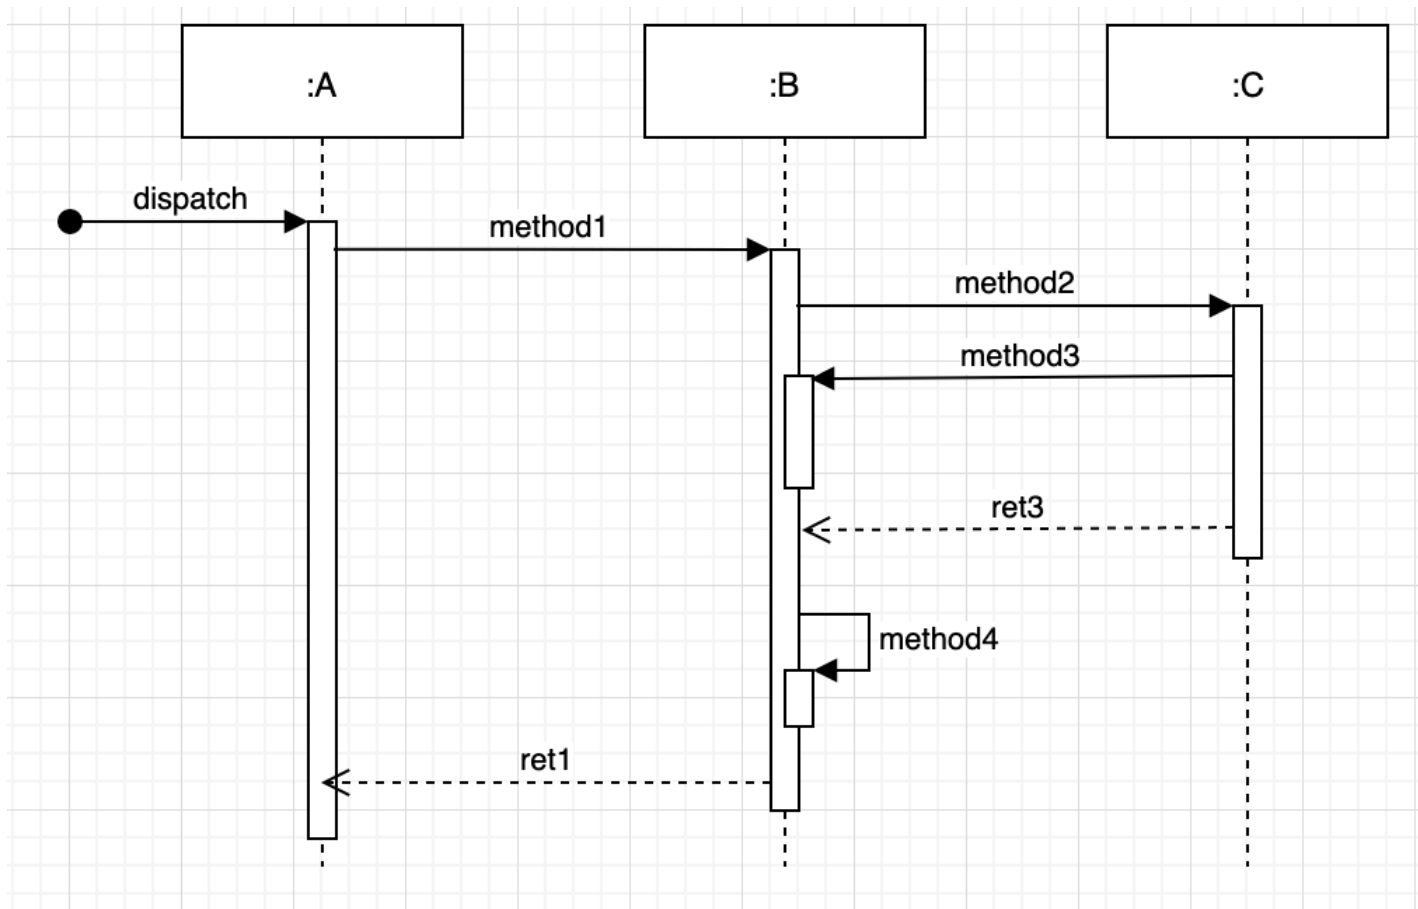 :A
:B
:C
dispatch
method1
method2
method3
ret3
method4
ret1